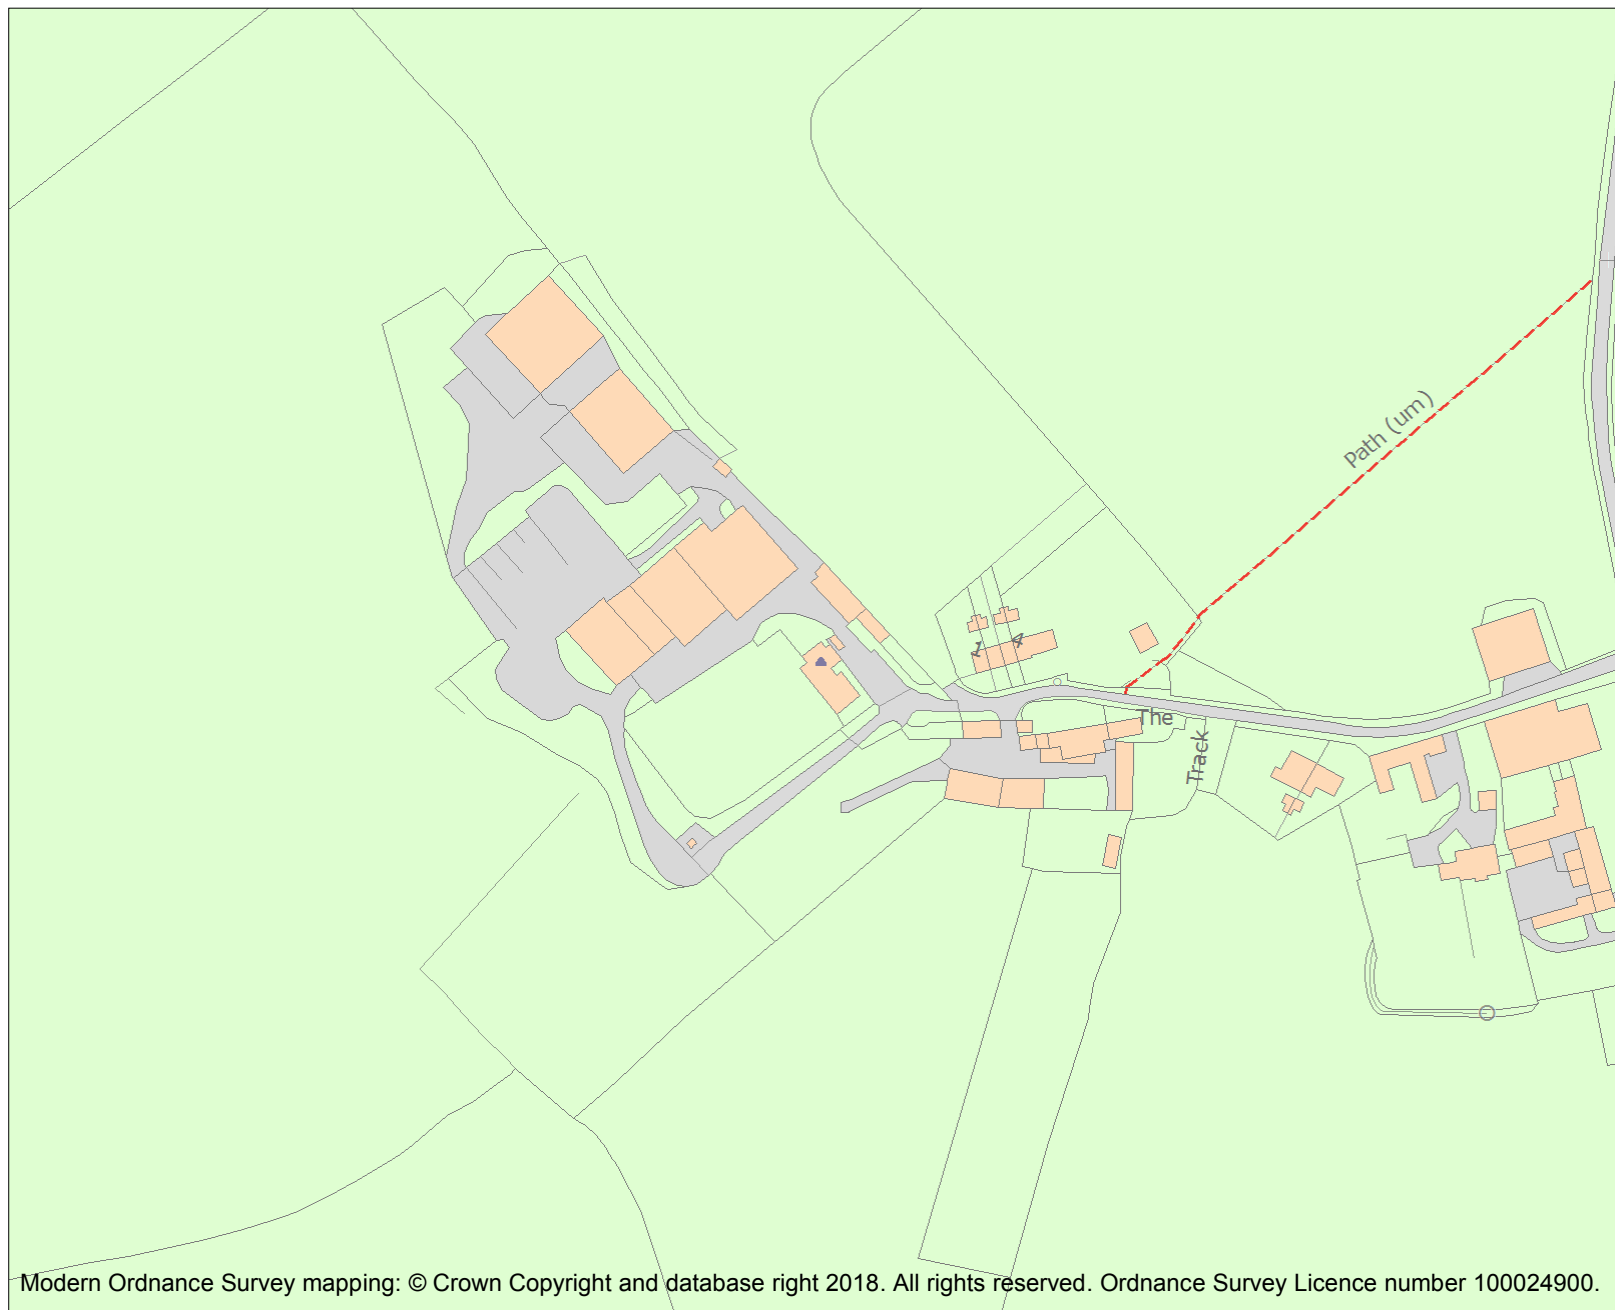 Path (um)
1
4
The
Track
Modern Ordnance Survey mapping: © Crown Copyright and database right 2018. All rights reserved. Ordnance Survey Licence number 100024900.